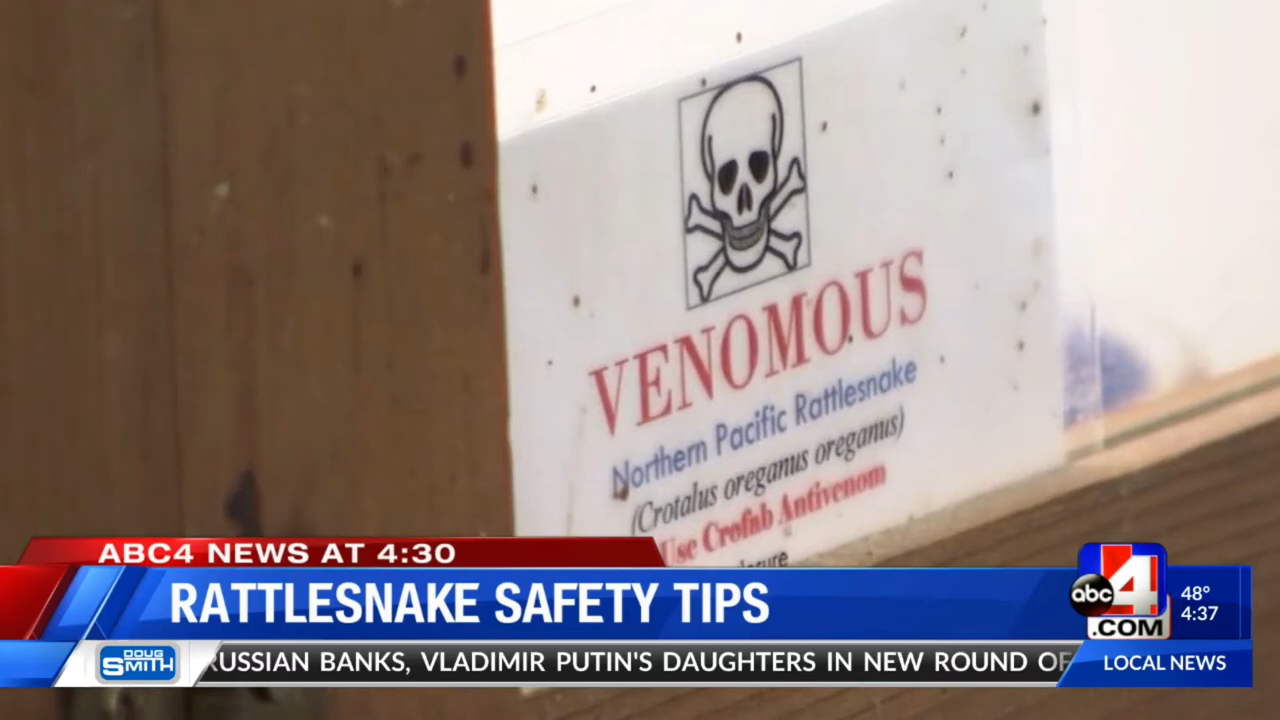 VENOMOUS
Northern Pacific Rattlesnake
(Crotalus oreganus oreganus)
Use Crofab Antivenom
ABC4 NEWS AT 4:30
RATTLESNAKE SAFETY TIPS
abc 4 .COM
48°
4:37
DOUG SMITH
RUSSIAN BANKS, VLADIMIR PUTIN'S DAUGHTERS IN NEW ROUND OF
LOCAL NEWS